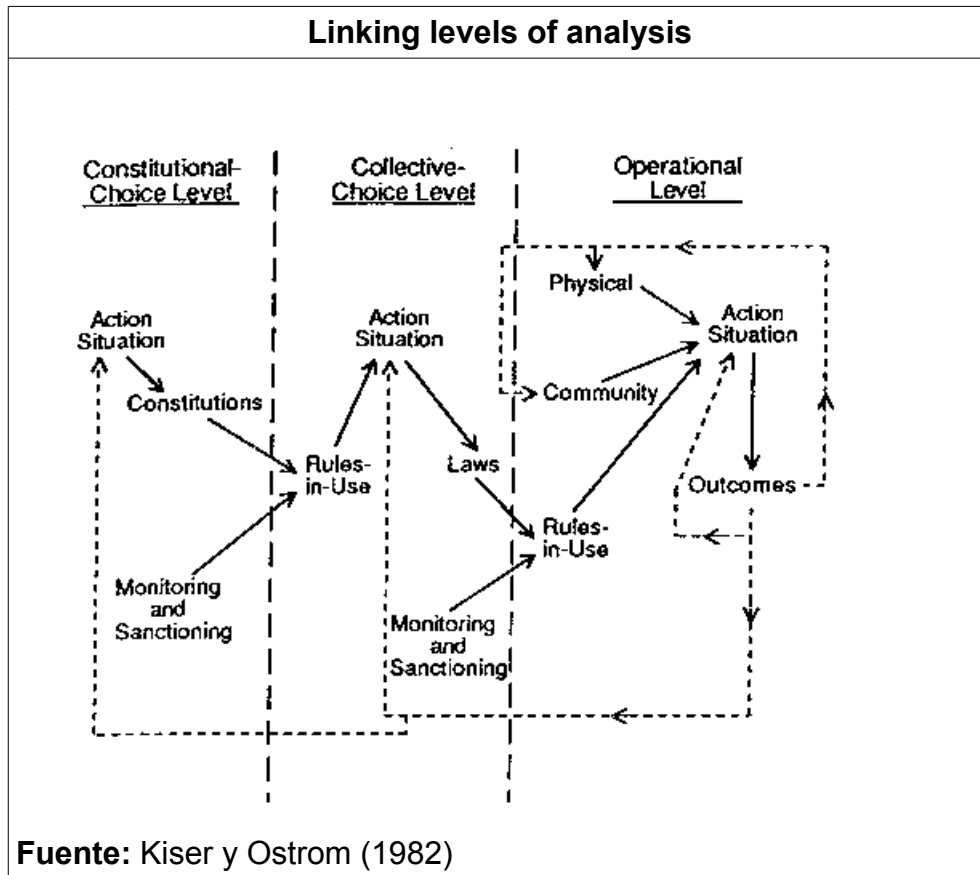 Linking levels of analysis
Constitutional-
Choice Level
Collective-
Choice Level
Operational
Level
Physical
Action
Situation
Action
Situation
Action
Situation
Community
Constitutions
Rules-
in-Use
Laws
Outcomes
Rules-
in-Use
Monitoring
and
Sanctioning
Monitoring
and
Sanctioning
Fuente: Kiser y Ostrom (1982)